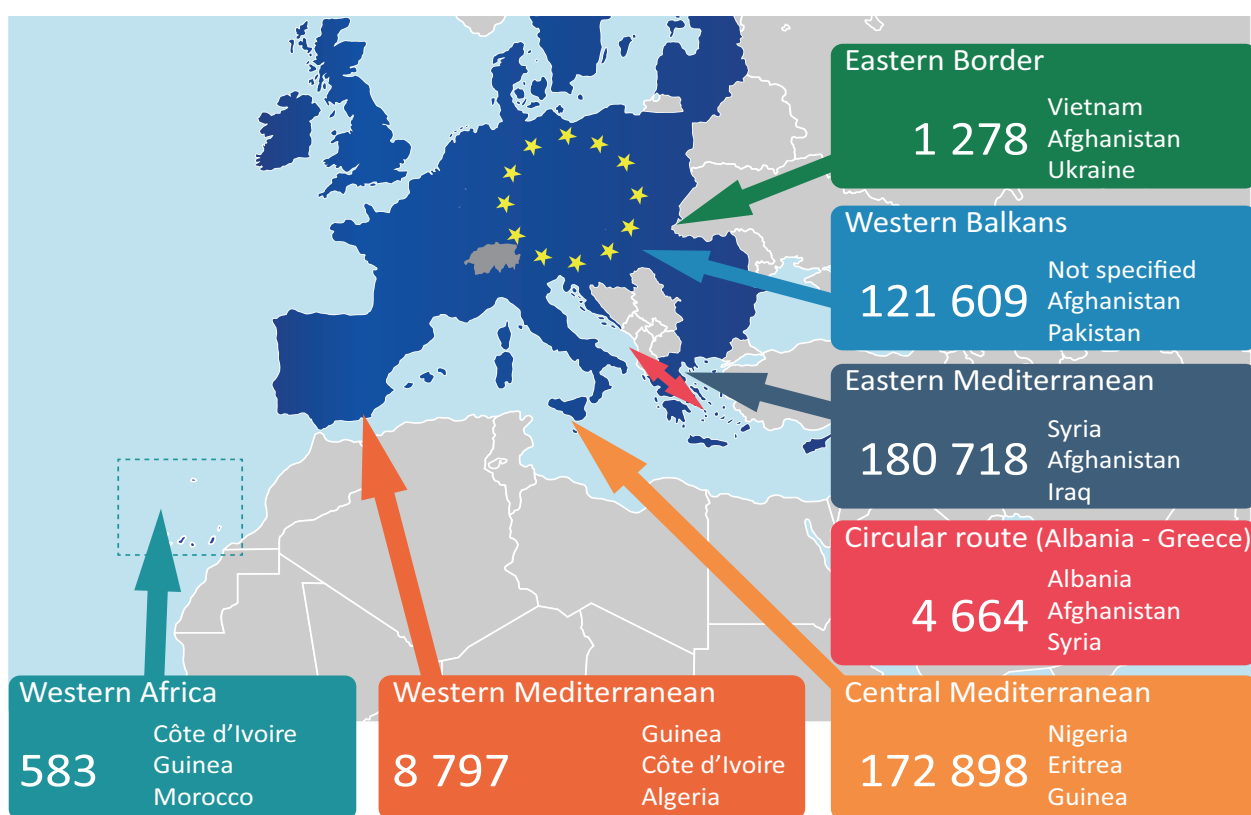 Eastern Border
1 278
Vietnam
Afghanistan
Ukraine
Western Balkans
121 609
Not specified
Afghanistan
Pakistan
Eastern Mediterranean
180 718
Syria
Afghanistan
Iraq
Circular route (Albania - Greece)
4 664
Albania
Afghanistan
Syria
Western Africa
583
Côte d’Ivoire
Guinea
Morocco
Western Mediterranean
8 797
Guinea
Côte d’Ivoire
Algeria
Central Mediterranean
172 898
Nigeria
Eritrea
Guinea